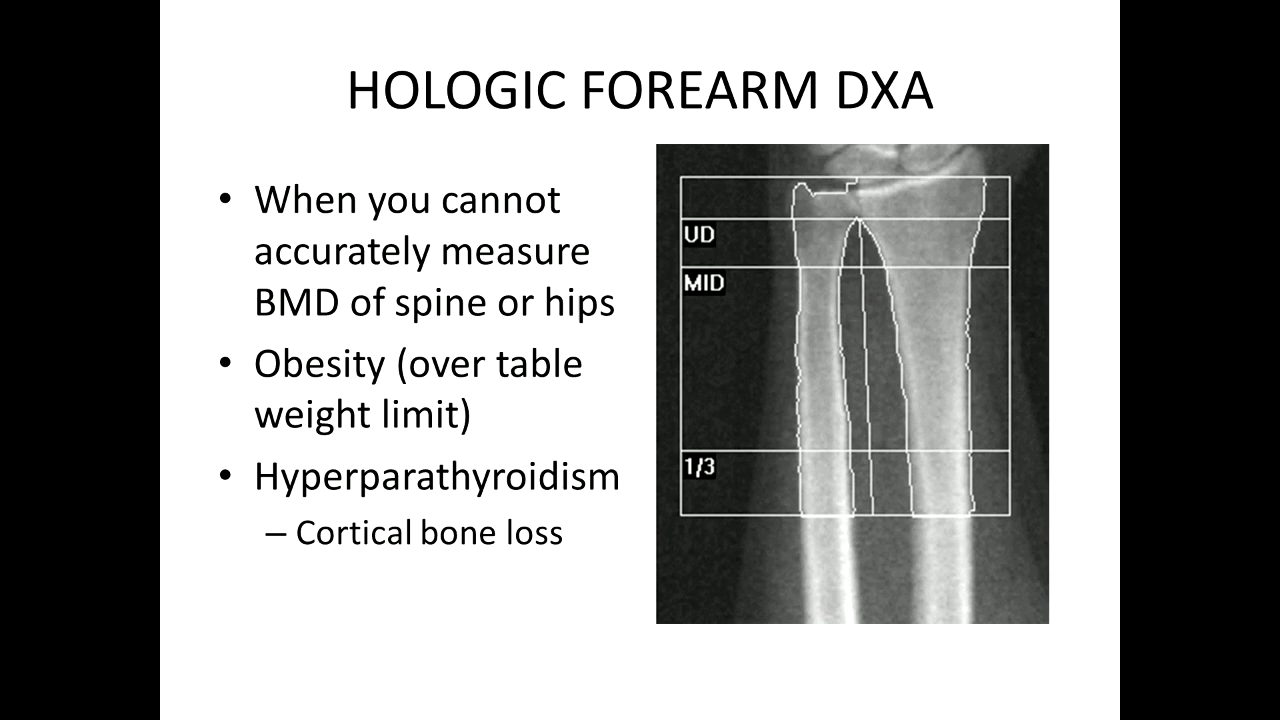 HOLOGIC FOREARM DXA
• When you cannot
accurately measure
BMD of spine or hips
• Obesity (over table
weight limit)
• Hyperparathyroidism
– Cortical bone loss
UD
MID
1/3